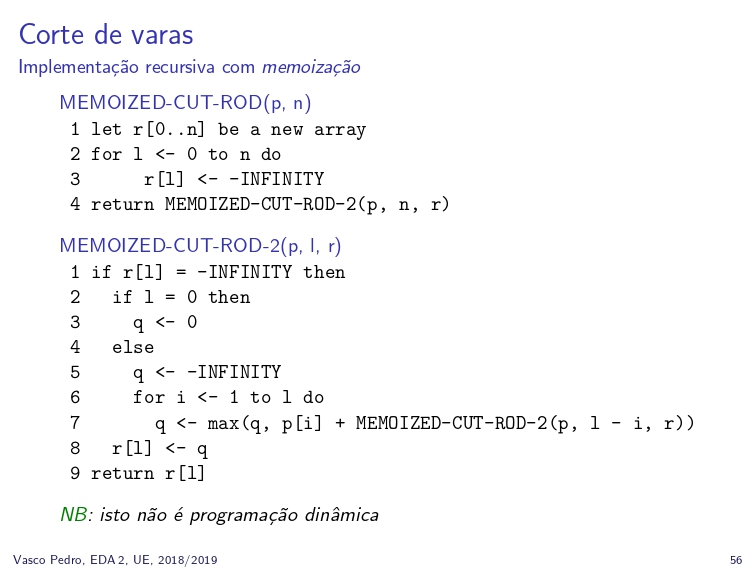 Corte de varas
Implementação recursiva com memoização
MEMOIZED-CUT-ROD(p, n)
1 let r[0..n] be a new array
2 for l <- 0 to n do
3 r[l] <- -INFINITY
4 return MEMOIZED-CUT-ROD-2(p, n, r)
MEMOIZED-CUT-ROD-2(p, l, r)
1 if r[l] = -INFINITY then
2 if l = 0 then
3 q <- 0
4 else
5 q <- -INFINITY
6 for i <- 1 to l do
7 q <- max(q, p[i] + MEMOIZED-CUT-ROD-2(p, l - i, r))
8 r[l] <- q
9 return r[l]
NB: isto não é programação dinâmica
Vasco Pedro, EDA 2, UE, 2018/2019 56